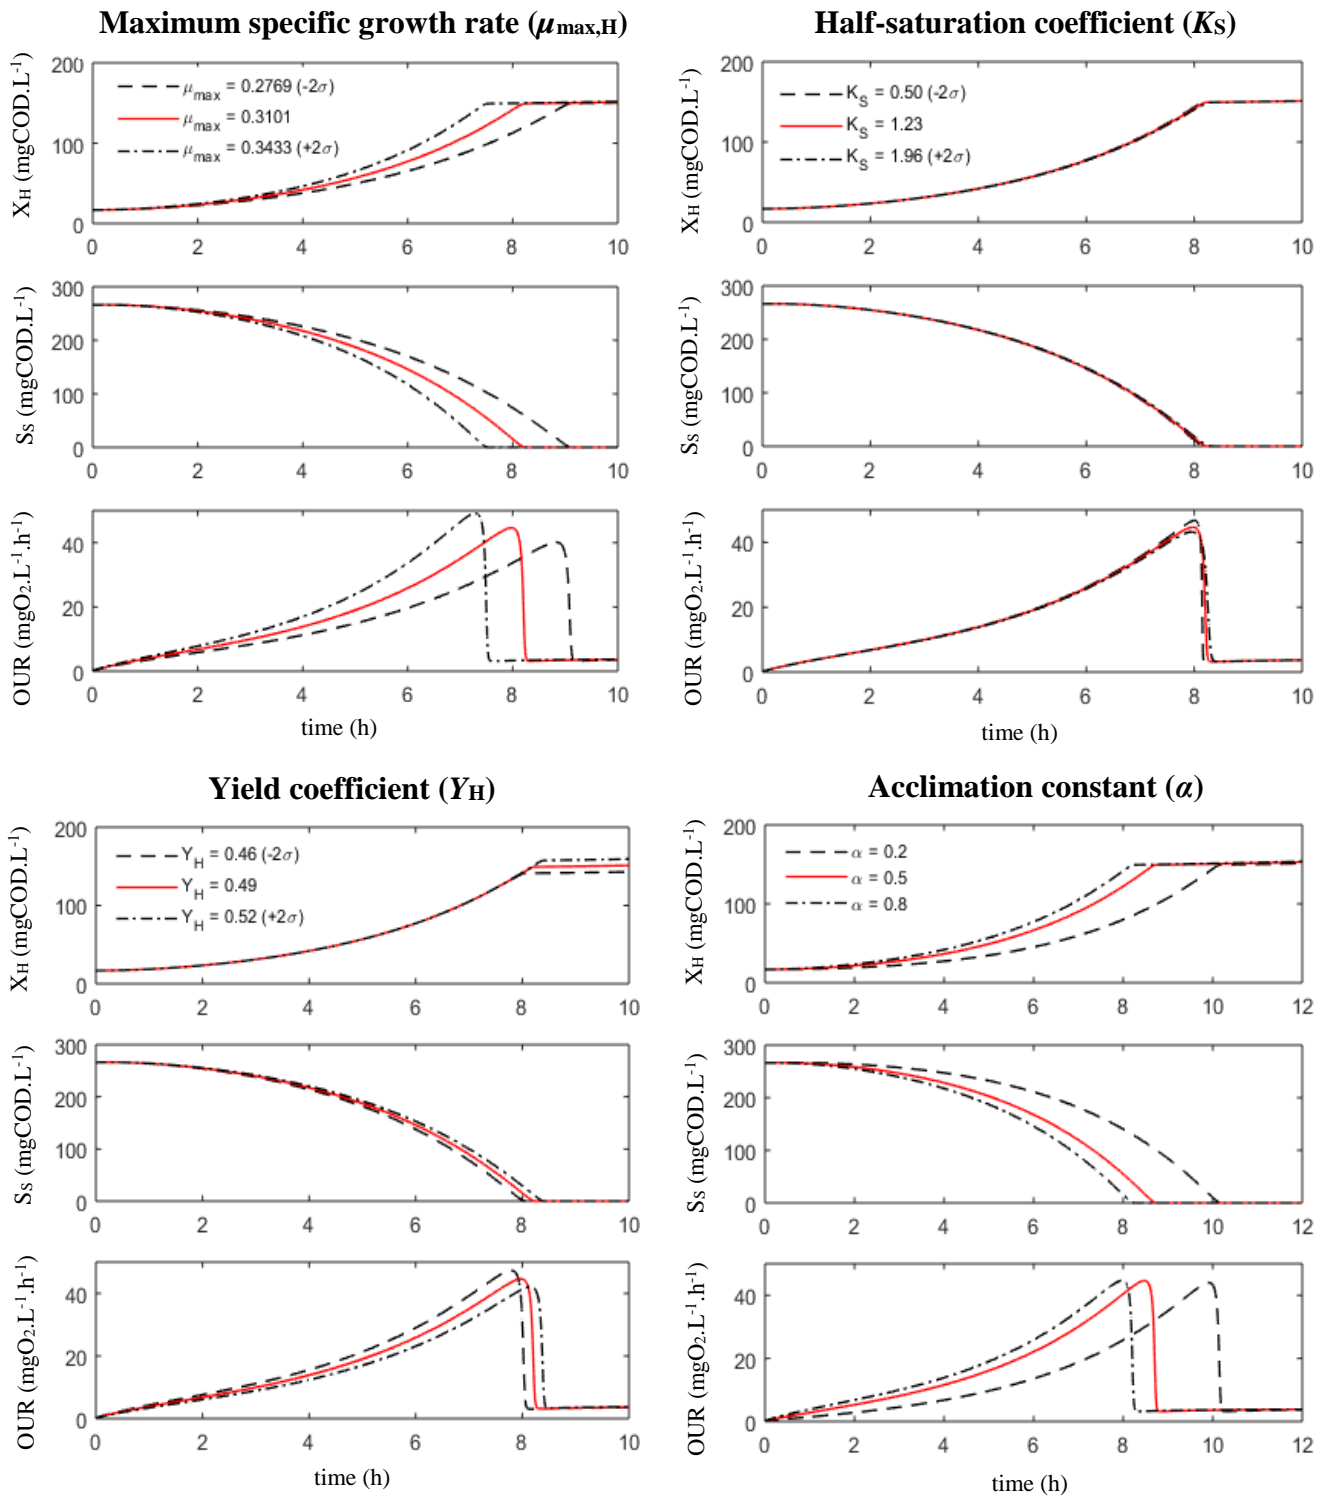 Maximum specific growth rate (μmax,H)
XH (mgCOD.L-1)
200
100
0
μmax = 0.2769 (-2σ)
μmax = 0.3101
μmax = 0.3433 (+2σ)
0 2 4 6 8 10
SS (mgCOD.L-1)
300
200
100
0
0 2 4 6 8 10
OUR (mgO2.L-1.h-1)
40
20
0
0 2 4 6 8 10
time (h)
Half-saturation coefficient (KS)
XH (mgCOD.L-1)
200
100
0
KS = 0.50 (-2σ)
KS = 1.23
KS = 1.96 (+2σ)
0 2 4 6 8 10
SS (mgCOD.L-1)
300
200
100
0
0 2 4 6 8 10
OUR (mgO2.L-1.h-1)
40
20
0
0 2 4 6 8 10
time (h)
Yield coefficient (YH)
XH (mgCOD.L-1)
200
100
0
YH = 0.46 (-2σ)
YH = 0.49
YH = 0.52 (+2σ)
0 2 4 6 8 10
SS (mgCOD.L-1)
300
200
100
0
0 2 4 6 8 10
OUR (mgO2.L-1.h-1)
40
20
0
0 2 4 6 8 10
time (h)
Acclimation constant (α)
XH (mgCOD.L-1)
200
100
0
α = 0.2
α = 0.5
α = 0.8
0 2 4 6 8 10 12
SS (mgCOD.L-1)
300
200
100
0
0 2 4 6 8 10 12
OUR (mgO2.L-1.h-1)
40
20
0
0 2 4 6 8 10 12
time (h)